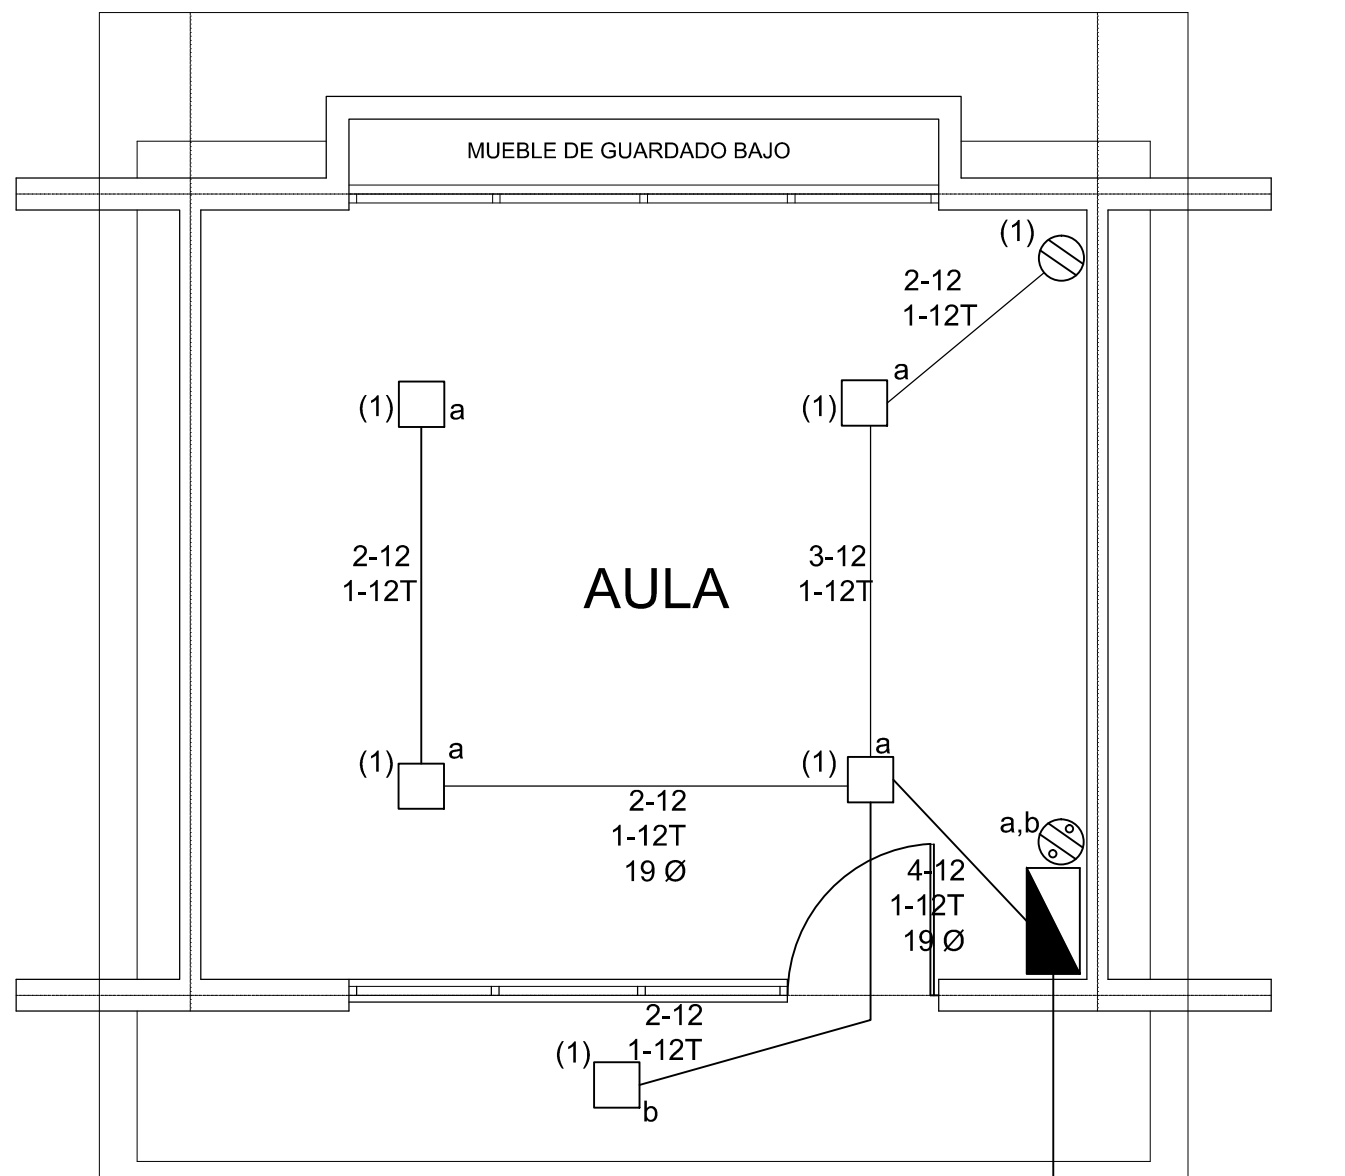 MUEBLE DE GUARDADO BAJO
(1)
2-12
1-12T
(1)
a
(1)
a
2-12
1-12T
AULA
3-12
1-12T
(1)
a
(1)
a
2-12
1-12T
19 Ø
a,b
4-12
1-12T
19 Ø
2-12
1-12T
(1)
b